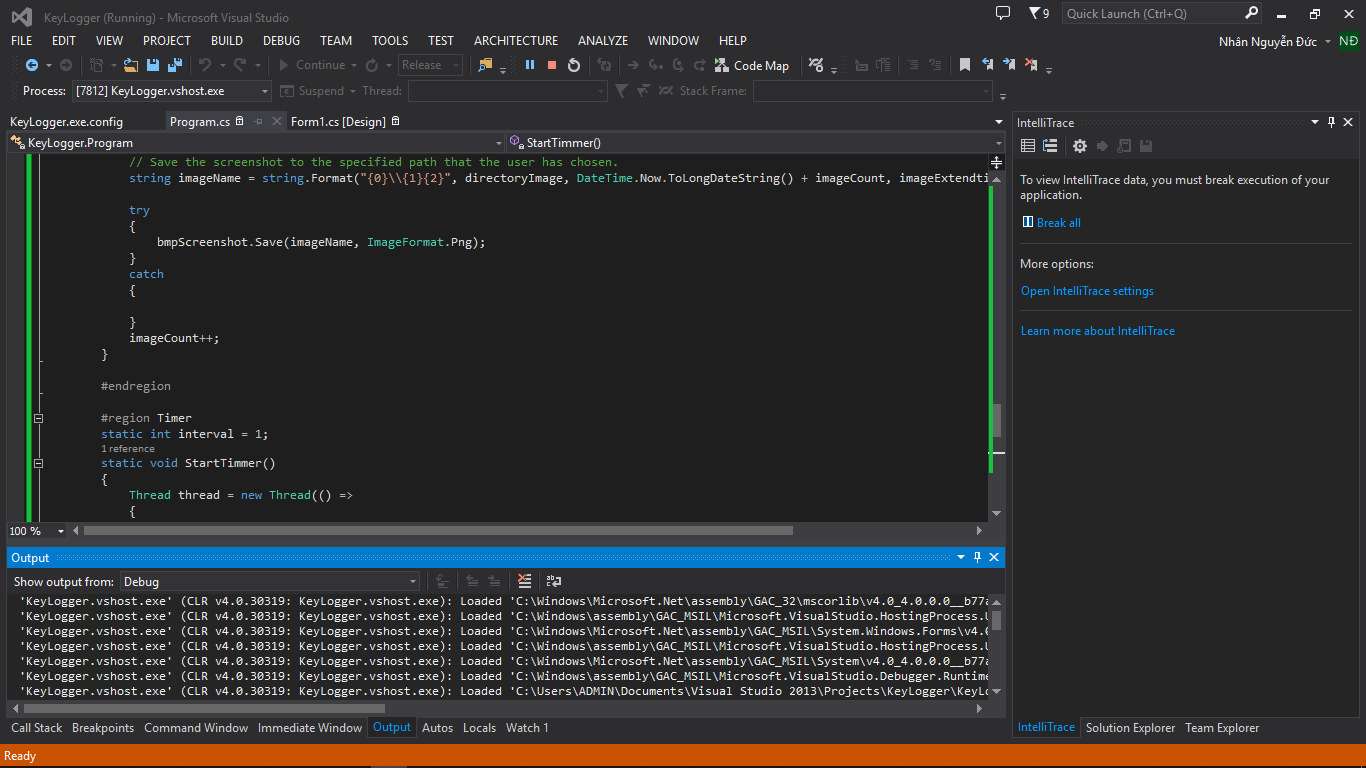 KeyLogger (Running) - Microsoft Visual Studio
9
Quick Launch (Ctrl+Q)
FILE EDIT VIEW PROJECT BUILD DEBUG TEAM TOOLS TEST ARCHITECTURE ANALYZE WINDOW HELP
Nhân Nguyễn Đức NĐ
Continue Release Code Map
Process: [7812] KeyLogger.vshost.exe Suspend Thread: Stack Frame:
KeyLogger.exe.config Program.cs Form1.cs [Design]
KeyLogger.Program StartTimmer()
// Save the screenshot to the specified path that the user has chosen.
string imageName = string.Format("{0}\\{1}{2}", directoryImage, DateTime.Now.ToLongDateString() + imageCount, imageExtendti
try
{
bmpScreenshot.Save(imageName, ImageFormat.Png);
}
catch
{
}
imageCount++;
}
#endregion
#region Timer
static int interval = 1;
1 reference
static void StartTimmer()
{
Thread thread = new Thread(() =>
{
100 %
Output
Show output from: Debug
'KeyLogger.vshost.exe' (CLR v4.0.30319: KeyLogger.vshost.exe): Loaded 'C:\Windows\Microsoft.Net\assembly\GAC_32\mscorlib\v4.0_4.0.0.0__b77a
'KeyLogger.vshost.exe' (CLR v4.0.30319: KeyLogger.vshost.exe): Loaded 'C:\Windows\assembly\GAC_MSIL\Microsoft.VisualStudio.HostingProcess.U
'KeyLogger.vshost.exe' (CLR v4.0.30319: KeyLogger.vshost.exe): Loaded 'C:\Windows\Microsoft.Net\assembly\GAC_MSIL\System.Windows.Forms\v4.0
'KeyLogger.vshost.exe' (CLR v4.0.30319: KeyLogger.vshost.exe): Loaded 'C:\Windows\assembly\GAC_MSIL\Microsoft.VisualStudio.HostingProcess.U
'KeyLogger.vshost.exe' (CLR v4.0.30319: KeyLogger.vshost.exe): Loaded 'C:\Windows\Microsoft.Net\assembly\GAC_MSIL\System\v4.0_4.0.0.0__b77a
'KeyLogger.vshost.exe' (CLR v4.0.30319: KeyLogger.vshost.exe): Loaded 'C:\Windows\assembly\GAC_MSIL\Microsoft.VisualStudio.Debugger.Runtime
'KeyLogger.vshost.exe' (CLR v4.0.30319: KeyLogger.vshost.exe): Loaded 'C:\Users\ADMIN\Documents\Visual Studio 2013\Projects\KeyLogger\KeyLo
Call Stack Breakpoints Command Window Immediate Window Output Autos Locals Watch 1
IntelliTrace
To view IntelliTrace data, you must break execution of your
application.
Break all
More options:
Open IntelliTrace settings
Learn more about IntelliTrace
IntelliTrace Solution Explorer Team Explorer
Ready